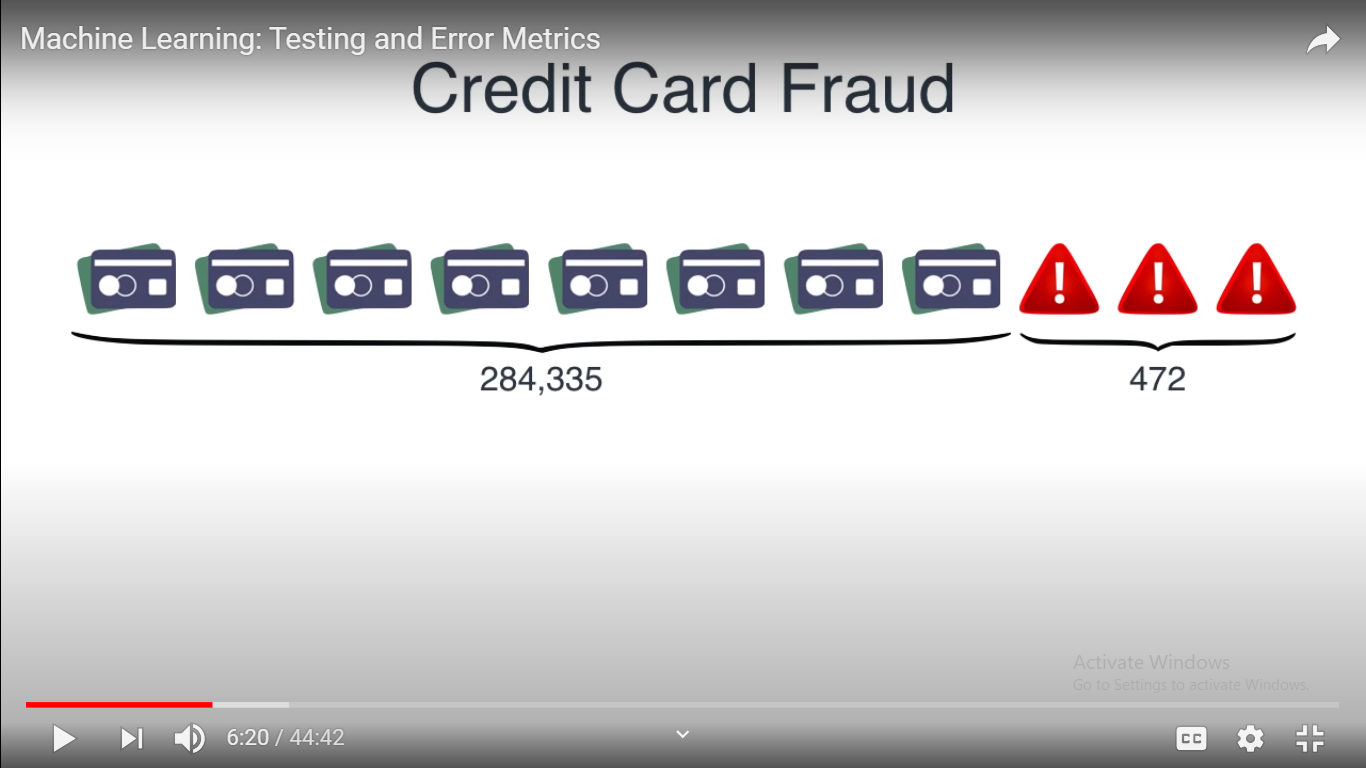 Machine Learning: Testing and Error Metrics
Credit Card Fraud
284,335
472
Activate Windows
Go to Settings to activate Windows.
6:20 / 44:42
CC